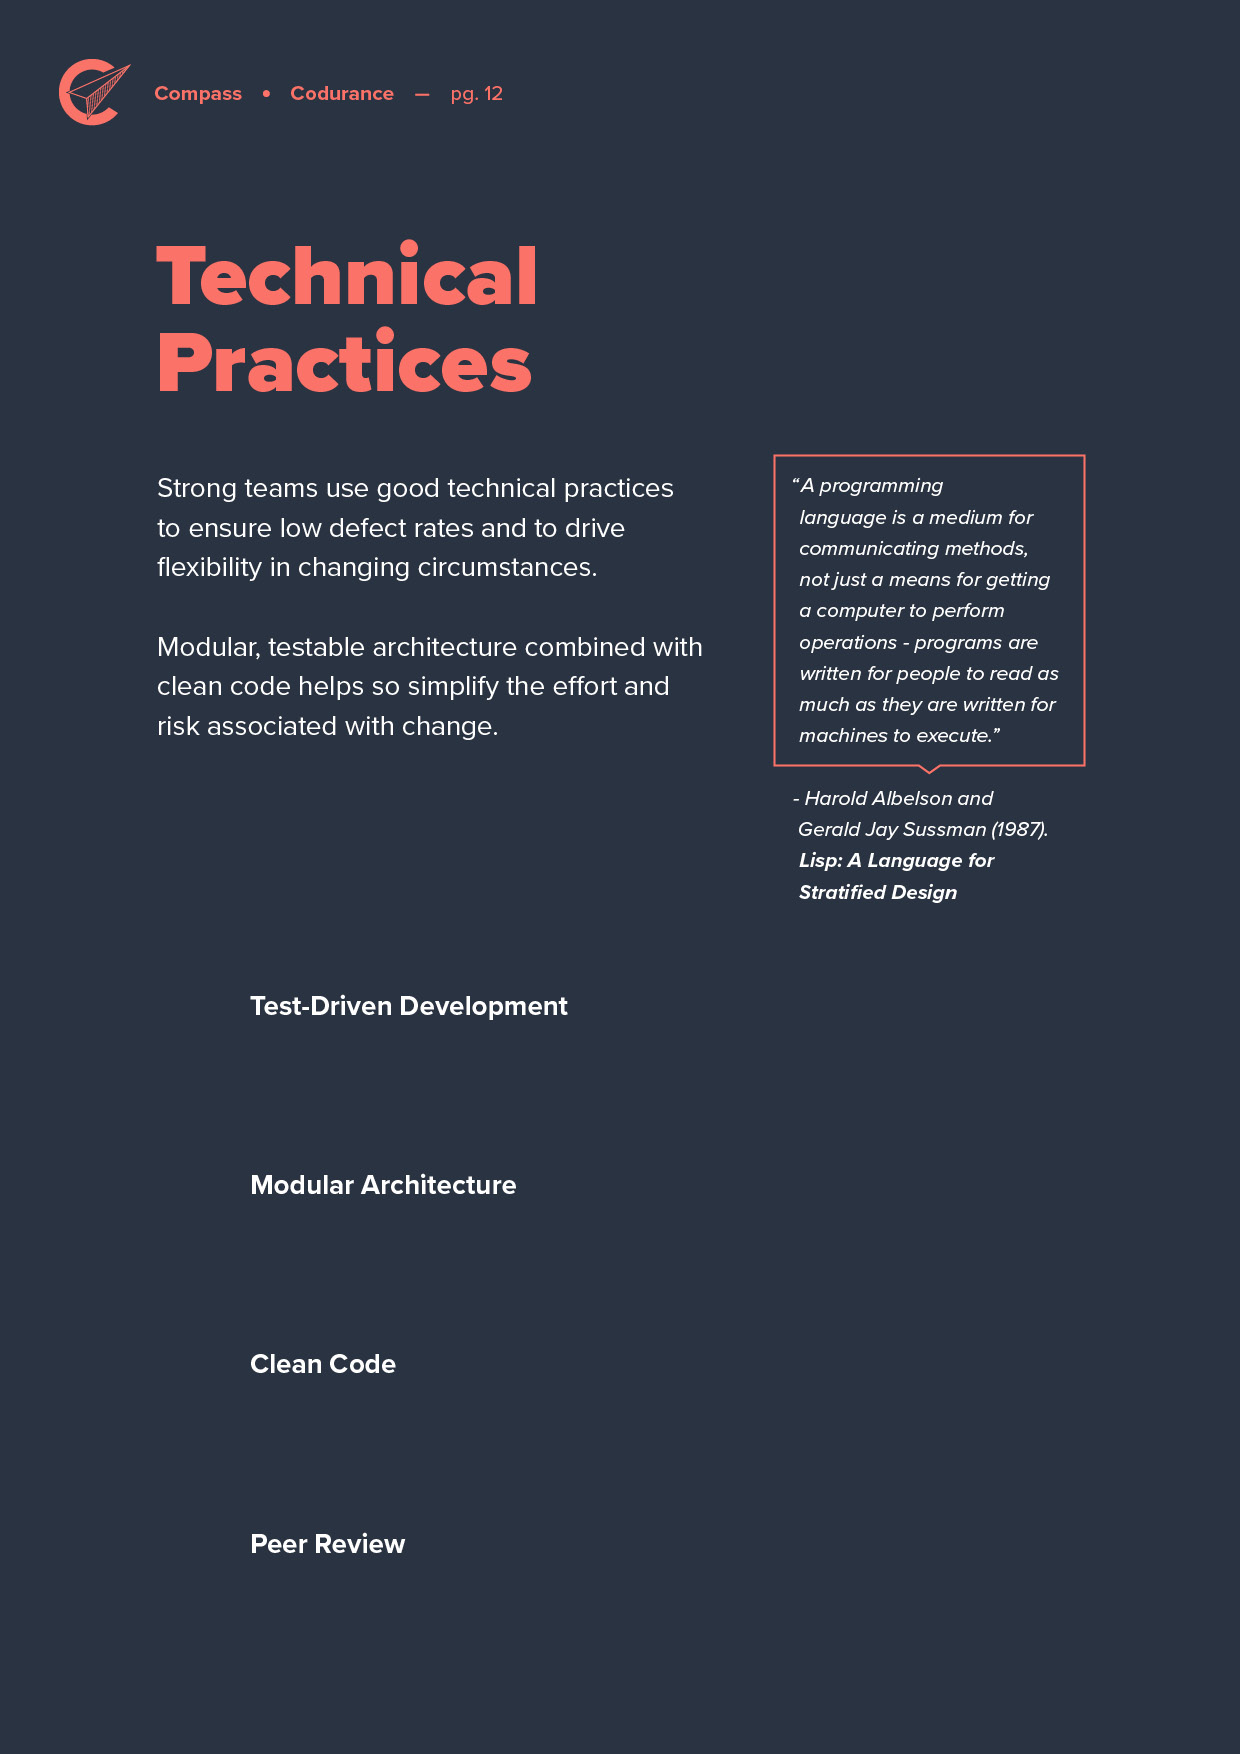 Compass • Codurance — pg. 12
Technical
Practices
Strong teams use good technical practices
to ensure low defect rates and to drive
flexibility in changing circumstances.
Modular, testable architecture combined with
clean code helps so simplify the effort and
risk associated with change.
“A programming
language is a medium for
communicating methods,
not just a means for getting
a computer to perform
operations - programs are
written for people to read as
much as they are written for
machines to execute.”
- Harold Albelson and
Gerald Jay Sussman (1987).
Lisp: A Language for
Stratified Design
Test-Driven Development
Modular Architecture
Clean Code
Peer Review